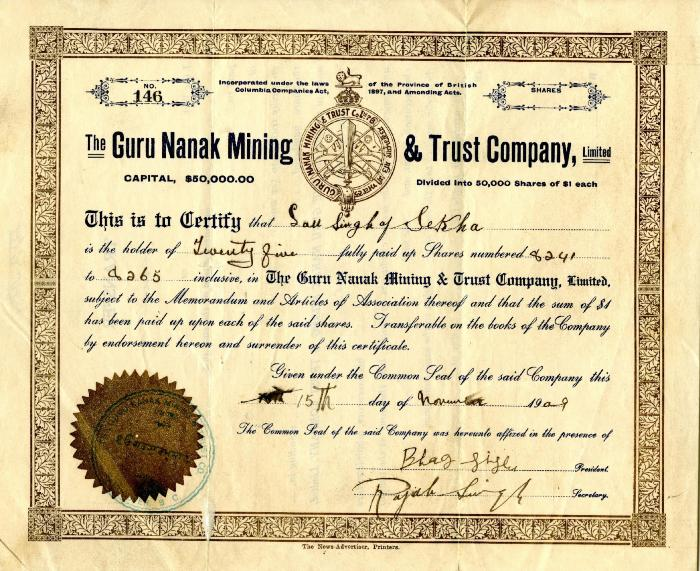 NO.
146
Incorporated under the laws of the Province of British
Columbia Companies Act, 1897, and Amending Acts.
SHARES
GURU NANAK MINING & TRUST Co. LTD.
The Guru Nanak Mining & Trust Company, Limited
CAPITAL, $50,000.00
Divided into 50,000 Shares of $1 each
This is to Certify that Lall Singh of Sekha
is the holder of Twenty five fully paid up Shares numbered 8241
to 8265 inclusive, in The Guru Nanak Mining & Trust Company, Limited,
subject to the Memorandum and Articles of Association thereof and that the sum of $1
has been paid up upon each of the said shares. Transferable on the books of the Company
by endorsement hereon and surrender of this certificate.
Given under the Common Seal of the said Company this
15th day of November 1909
The Common Seal of the said Company was hereunto affixed in the presence of
Bhag Singh President.
Rajah Singh Secretary.
The News-Advertiser, Printers.